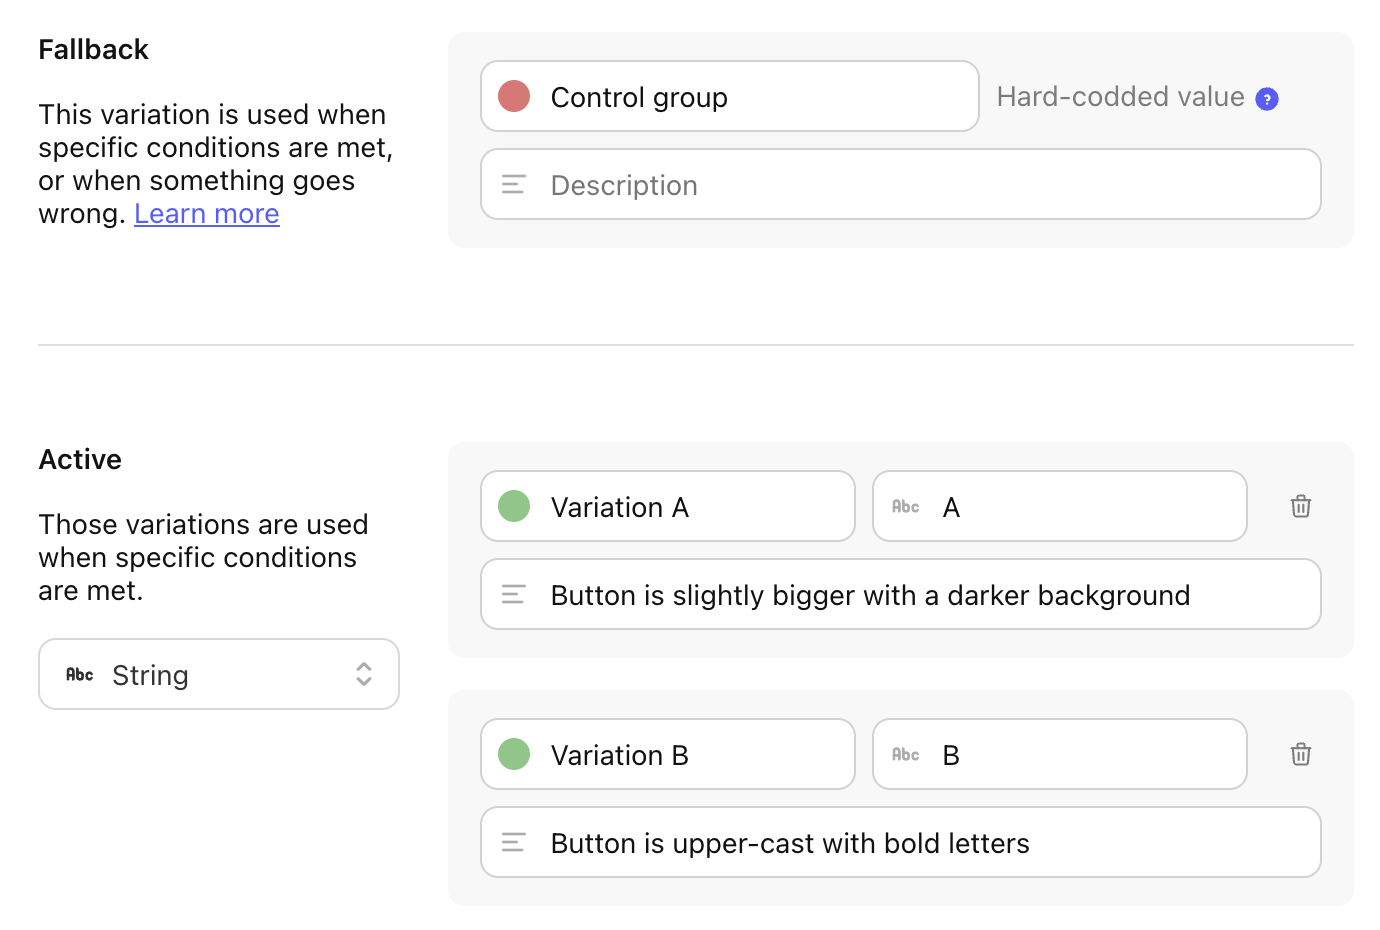 Fallback
This variation is used when
specific conditions are met,
or when something goes
wrong. Learn more
Control group
Hard-codded value ?
Description
Active
Those variations are used
when specific conditions
are met.
Abc String
Variation A
Abc A
Button is slightly bigger with a darker background
Variation B
Abc B
Button is upper-cast with bold letters